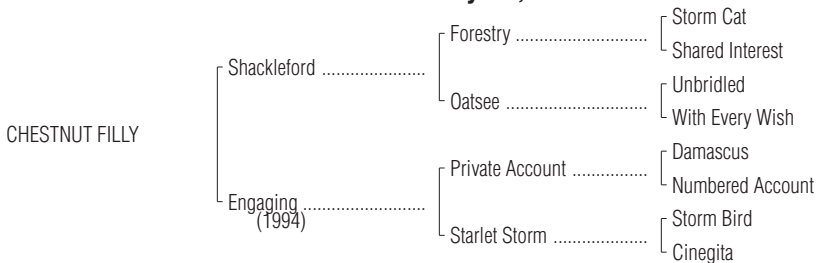 Storm Cat
Forestry ............................
Shared Interest
Shackleford ......................
Unbridled
Oatsee ..............................
With Every Wish
CHESTNUT FILLY
Damascus
Private Account ................
Numbered Account
Engaging ..........................
(1994)
Storm Bird
Starlet Storm ....................
Cinegita